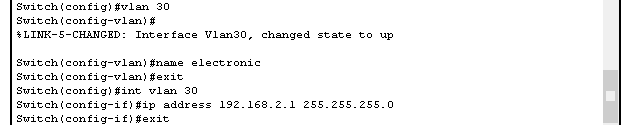 Switch(config)#vlan 30
Switch(config-vlan)#
%LINK-5-CHANGED: Interface Vlan30, changed state to up
Switch(config-vlan)#name electronic
Switch(config-vlan)#exit
Switch(config)#int vlan 30
Switch(config-if)#ip address 192.168.2.1 255.255.255.0
Switch(config-if)#exit